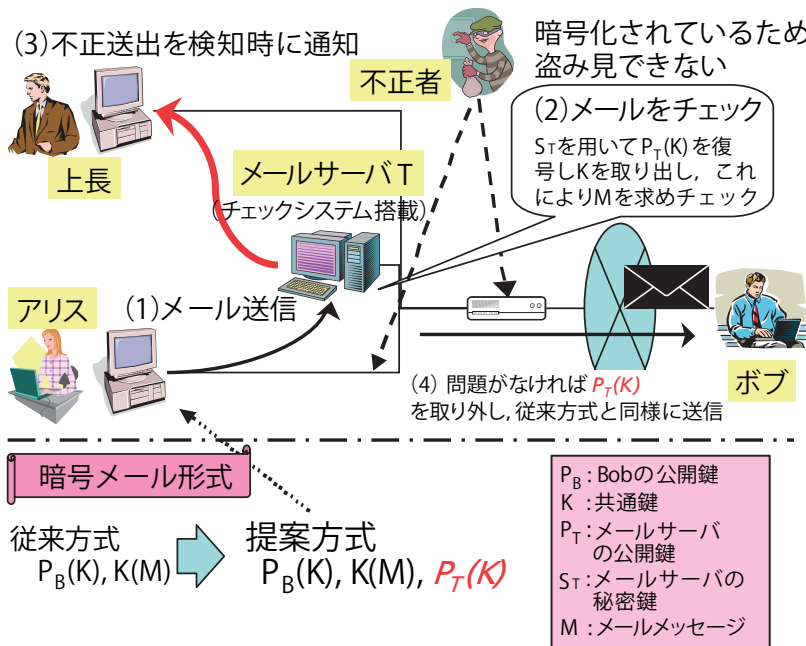 (3)不正送出を検知時に通知
上長
不正者
暗号化されているため
盗み見できない
(2)メールをチェック
STを用いてPT(K)を復
号しKを取り出し，これ
によりMを求めチェック
メールサーバT
(チェックシステム搭載)
アリス
(1)メール送信
ボブ
(4) 問題がなければ PT(K)
を取り外し,従来方式と同様に送信
暗号メール形式
従来方式
PB(K), K(M)
提案方式
PB(K), K(M), PT(K)
PB:Bobの公開鍵
K :共通鍵
PT:メールサーバ
の公開鍵
ST:メールサーバの
秘密鍵
M :メールメッセージ